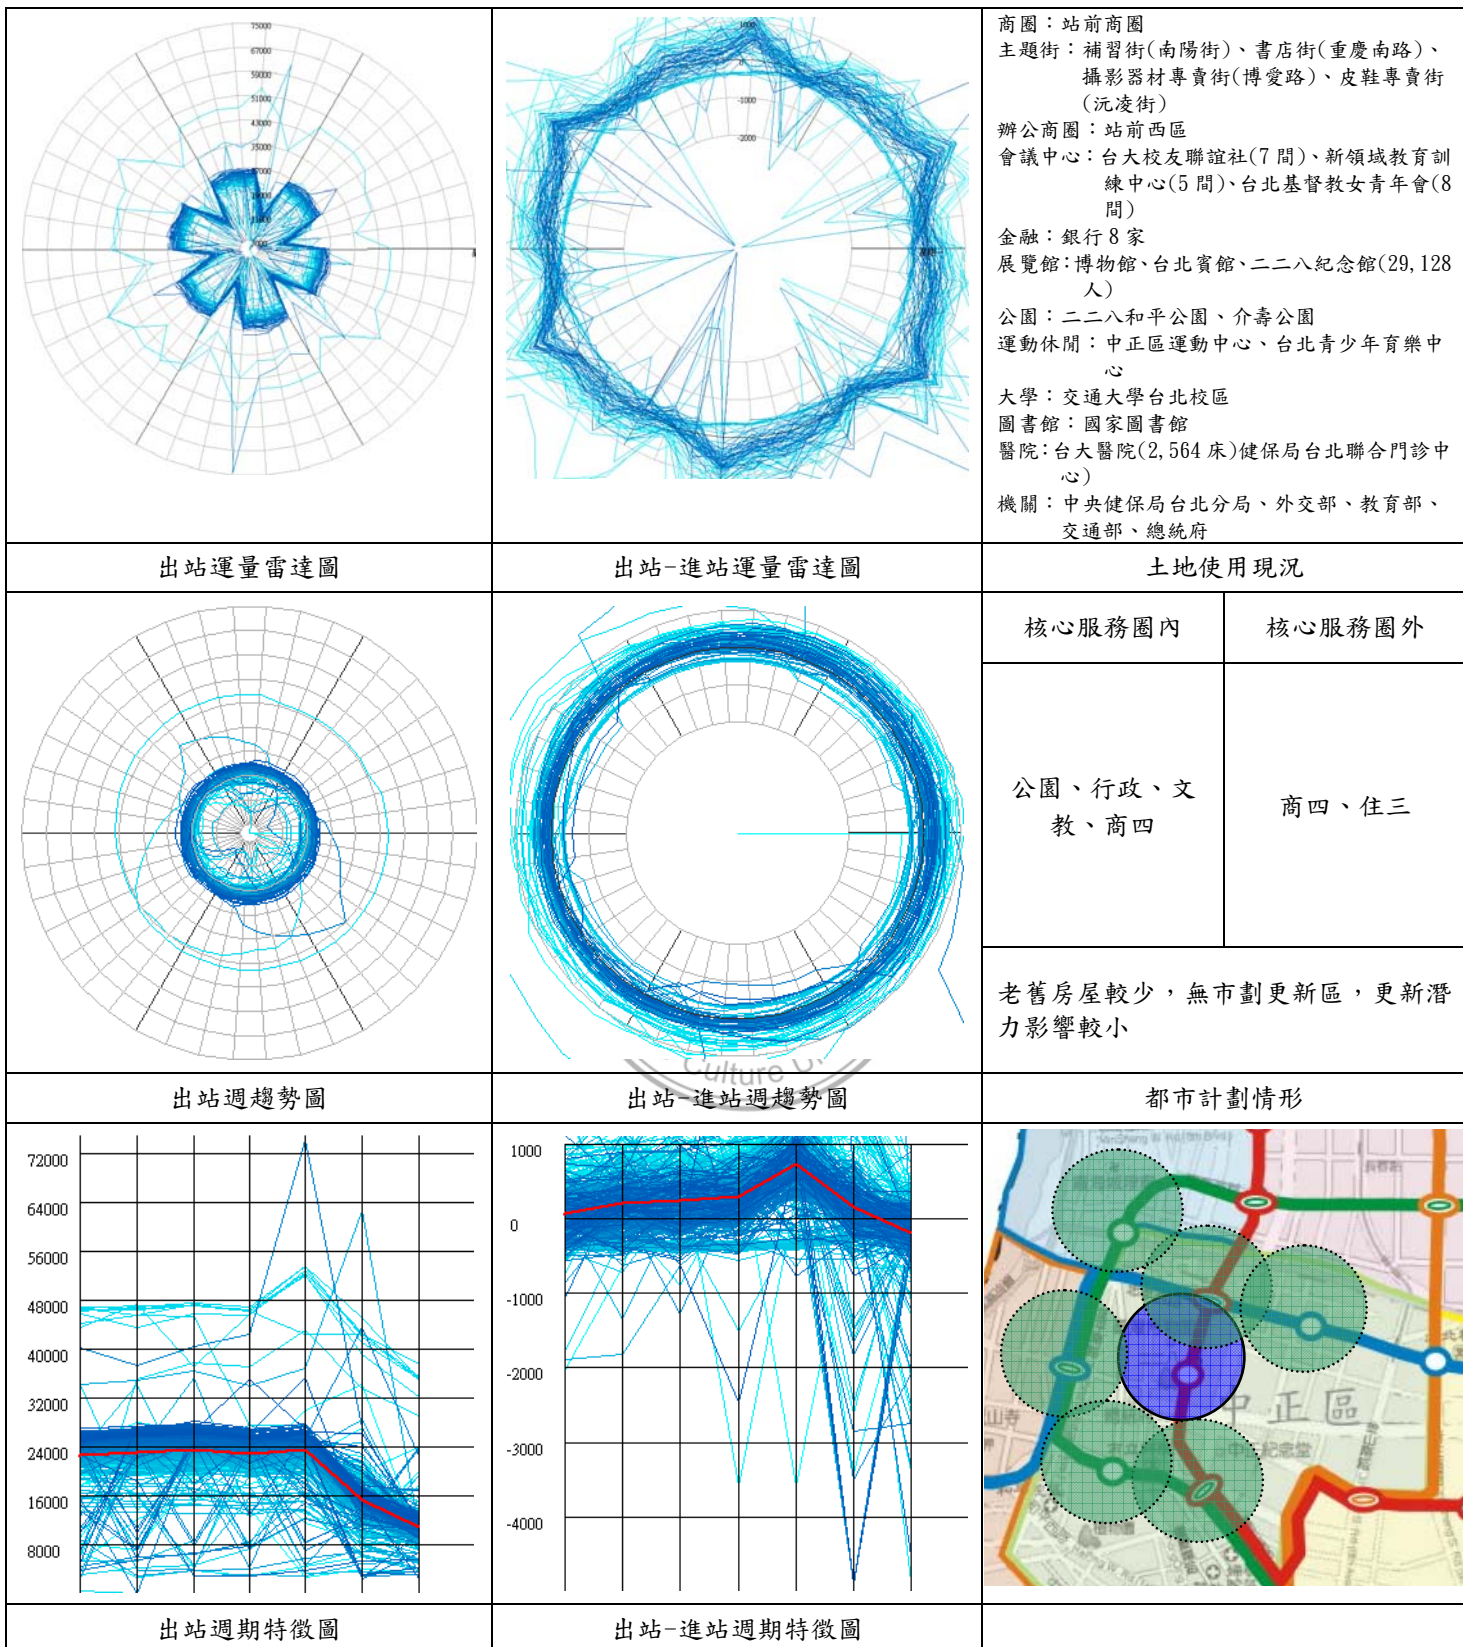 75000
67000
59000
51000
43000
35000
1000
0
-1000
-2000
商圈：站前商圈
主題街：補習街(南陽街)、書店街(重慶南路)、
攝影器材專賣街(博愛路)、皮鞋專賣街
(沅凌街)
辦公商圈：站前西區
會議中心：台大校友聯誼社(7 間)、新領域教育訓
練中心(5 間)、台北基督教女青年會(8
間)
金融：銀行 8 家
展覽館：博物館、台北賓館、二二八紀念館(29,128
人)
公園：二二八和平公園、介壽公園
運動休閒：中正區運動中心、台北青少年育樂中
心
大學：交通大學台北校區
圖書館：國家圖書館
醫院：台大醫院(2,564 床)健保局台北聯合門診中
心)
機關：中央健保局台北分局、外交部、教育部、
交通部、總統府
出站運量雷達圖
出站-進站運量雷達圖
土地使用現況
核心服務圈內
核心服務圈外
公園、行政、文
教、商四
商四、住三
老舊房屋較少，無市劃更新區，更新潛
力影響較小
Culture
出站週趨勢圖
出站-進站週趨勢圖
都市計劃情形
72000
64000
56000
48000
40000
32000
24000
16000
8000
1000
0
-1000
-2000
-3000
-4000
中正區
中正紀念堂
出站週期特徵圖
出站-進站週期特徵圖